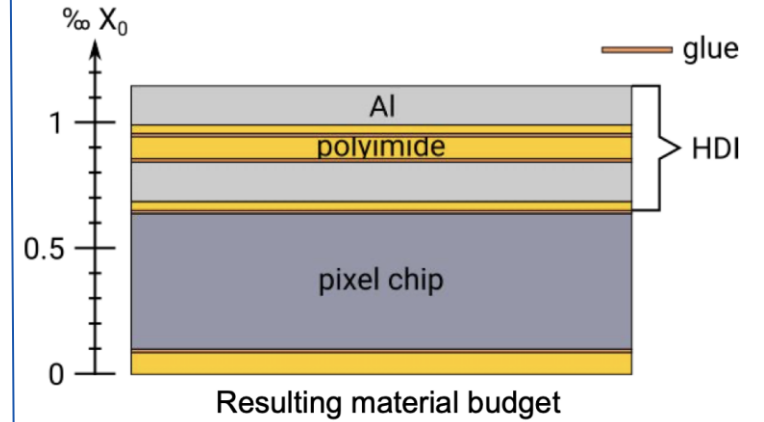 ‰ X₀
glue
Al
1
polyimide
HDI
0.5
pixel chip
0
Resulting material budget